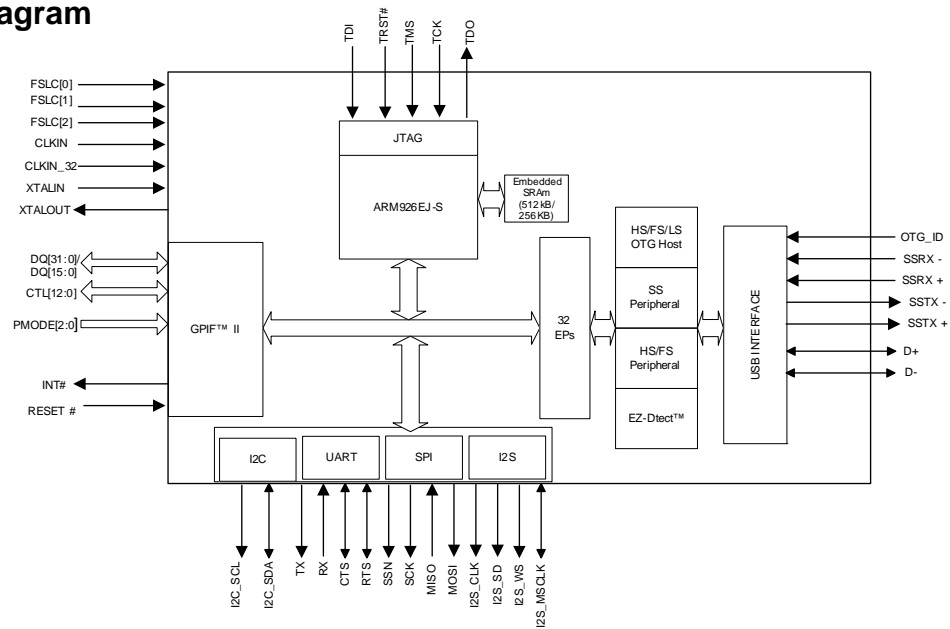 agram
TDI
TRST#
TMS
TCK
TDO
FSLC[0]
FSLC[1]
FSLC[2]
CLKIN
CLKIN_32
XTALIN
XTALOUT
JTAG
ARM926EJ-S
Embedded
SRAm
(512 kB/
256 KB)
DQ[31:0]/
DQ[15:0]
CTL[12:0]
PMODE[2:0]
INT#
RESET #
GPIF™ II
32
EPs
HS/FS/LS
OTG Host
SS
Peripheral
HS/FS
Peripheral
EZ-Dtect™
USB INTERFACE
OTG_ID
SSRX -
SSRX +
SSTX -
SSTX +
D+
D-
I2C
UART
SPI
I2S
I2C_SCL
I2C_SDA
TX
RX
CTS
RTS
SSN
SCK
MISO
MOSI
I2S_CLK
I2S_SD
I2S_WS
I2S_MSCLK